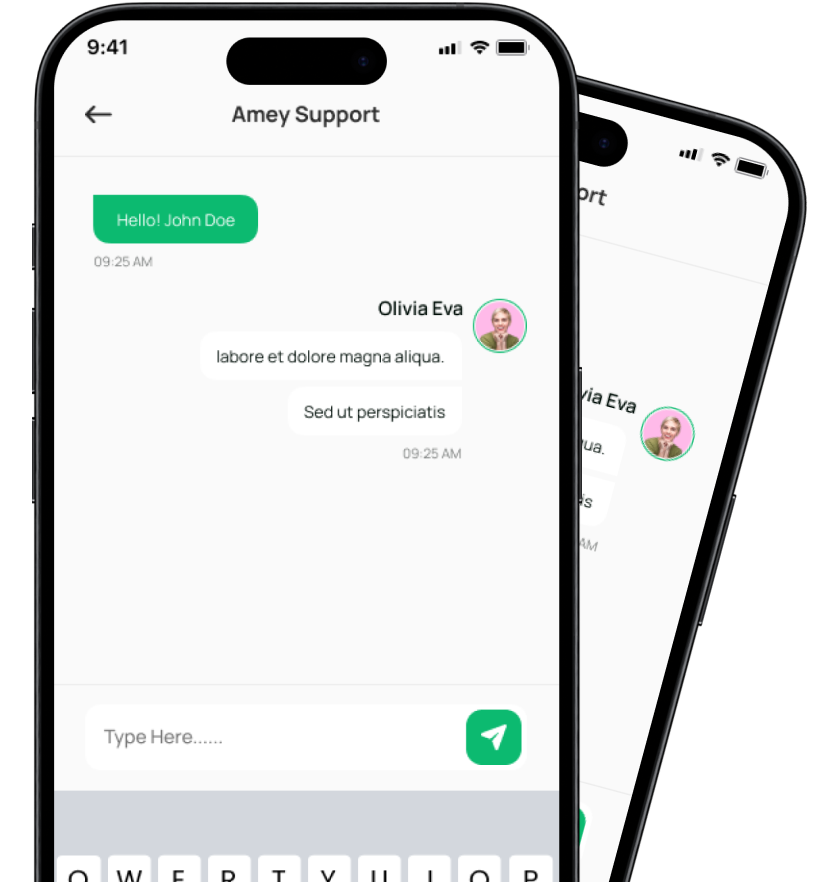 9:41
Amey Support
ort
Hello! John Doe
09:25 AM
Olivia Eva
labore et dolore magna aliqua.
Sed ut perspiciatis
09:25 AM
via Eva
qua.
is
AM
Type Here......
Q W E R T Y U I O P